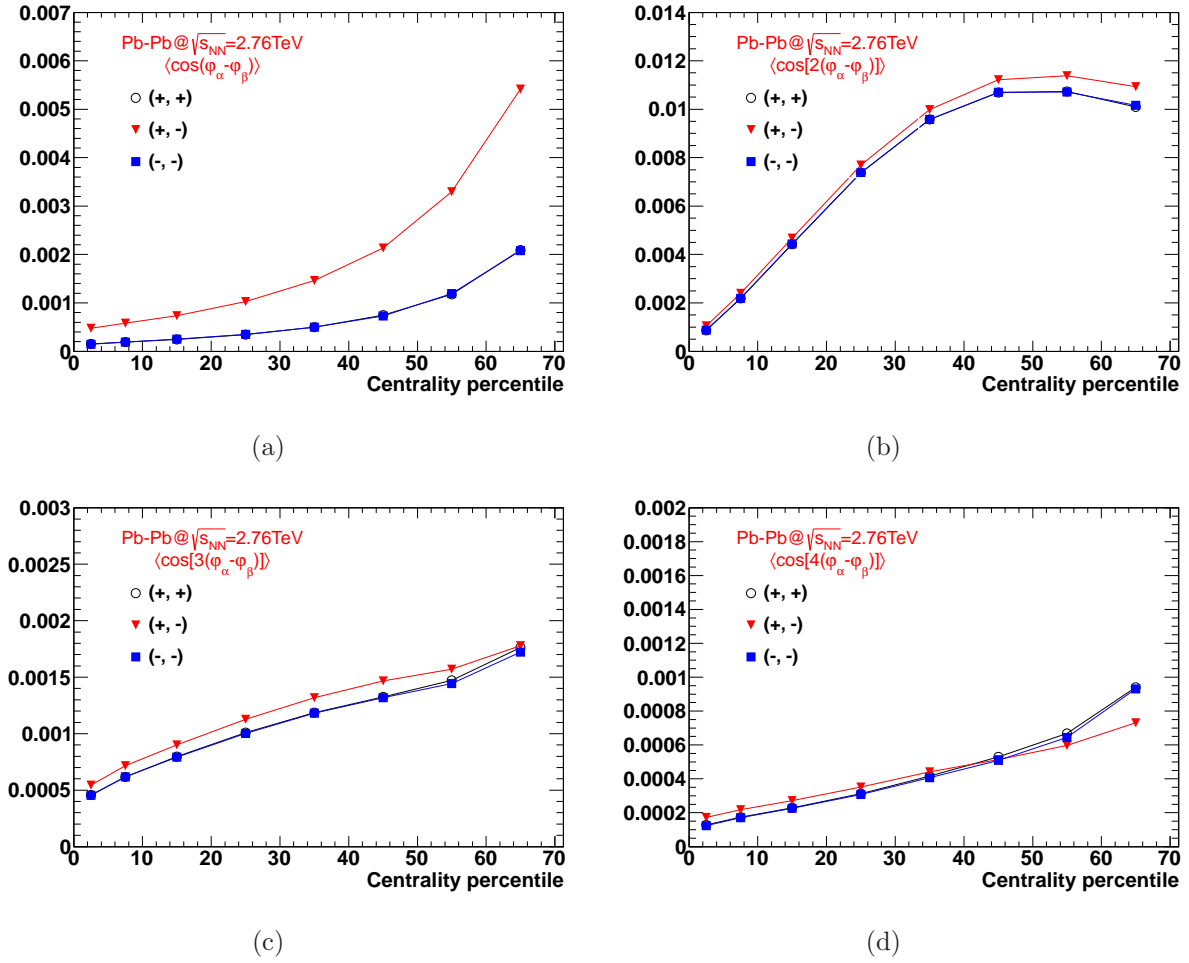 0.007
0.006
0.005
0.004
0.003
0.002
0.001
0
Pb-Pb@√sNN=2.76TeV
⟨cos(φα-φβ)⟩
(+, +)
(+, -)
(-, -)
0 10 20 30 40 50 60 70
Centrality percentile
(a)
0.014
0.012
0.01
0.008
0.006
0.004
0.002
0
Pb-Pb@√sNN=2.76TeV
⟨cos[2(φα-φβ)]⟩
(+, +)
(+, -)
(-, -)
0 10 20 30 40 50 60 70
Centrality percentile
(b)
0.003
0.0025
0.002
0.0015
0.001
0.0005
0
Pb-Pb@√sNN=2.76TeV
⟨cos[3(φα-φβ)]⟩
(+, +)
(+, -)
(-, -)
0 10 20 30 40 50 60 70
Centrality percentile
(c)
0.002
0.0018
0.0016
0.0014
0.0012
0.001
0.0008
0.0006
0.0004
0.0002
0
Pb-Pb@√sNN=2.76TeV
⟨cos[4(φα-φβ)]⟩
(+, +)
(+, -)
(-, -)
0 10 20 30 40 50 60 70
Centrality percentile
(d)